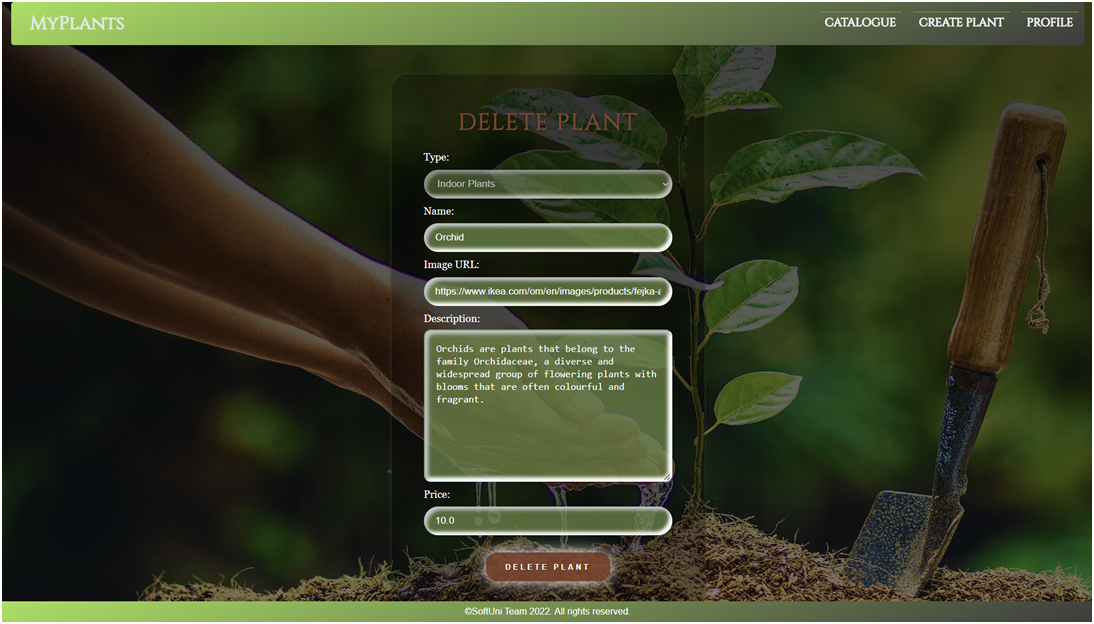 MyPlants
CATALOGUE CREATE PLANT PROFILE
DELETE PLANT
Type:
Indoor Plants
Name:
Orchid
Image URL:
https://www.ikea.com/om/en/images/products/fejka-a
Description:
Orchids are plants that belong to the
family Orchidaceae, a diverse and
widespread group of flowering plants with
blooms that are often colourful and
fragrant.
Price:
10.0
DELETE PLANT
©SoftUni Team 2022. All rights reserved.